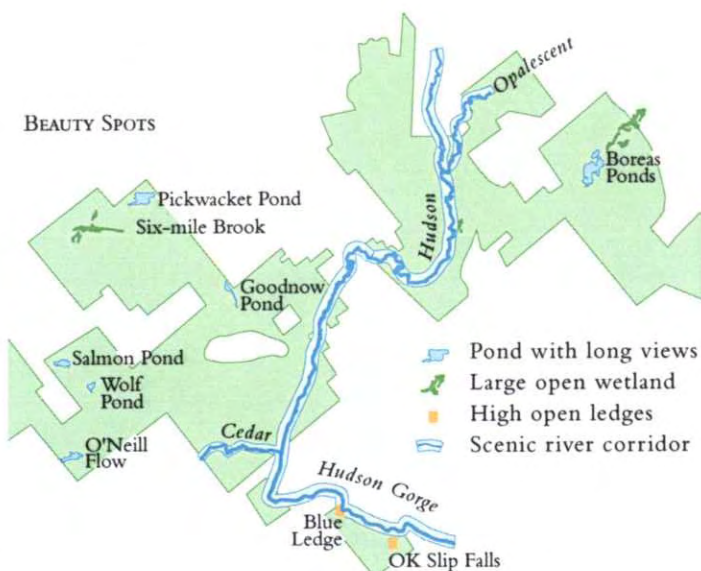 BEAUTY SPOTS
Opalescent
Boreas
Ponds
Pickwacket Pond
Six-mile Brook
Hudson
Goodnow
Pond
Salmon Pond
Wolf
Pond
O'Neill
Flow
Cedar
Hudson Gorge
Blue
Ledge
OK Slip Falls
Pond with long views
Large open wetland
High open ledges
Scenic river corridor